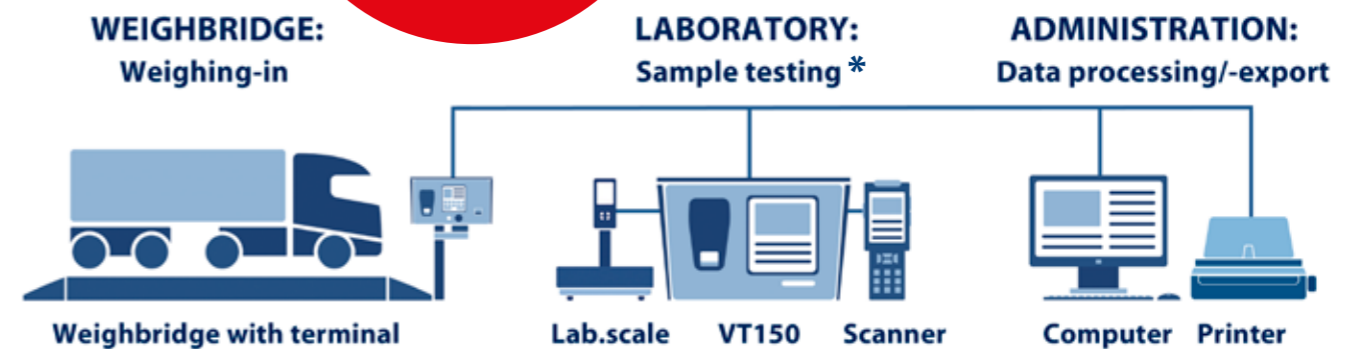 WEIGHBRIDGE:
Weighing-in
LABORATORY:
Sample testing *
ADMINISTRATION:
Data processing/-export
Weighbridge with terminal
Lab.scale
VT150
Scanner
Computer
Printer